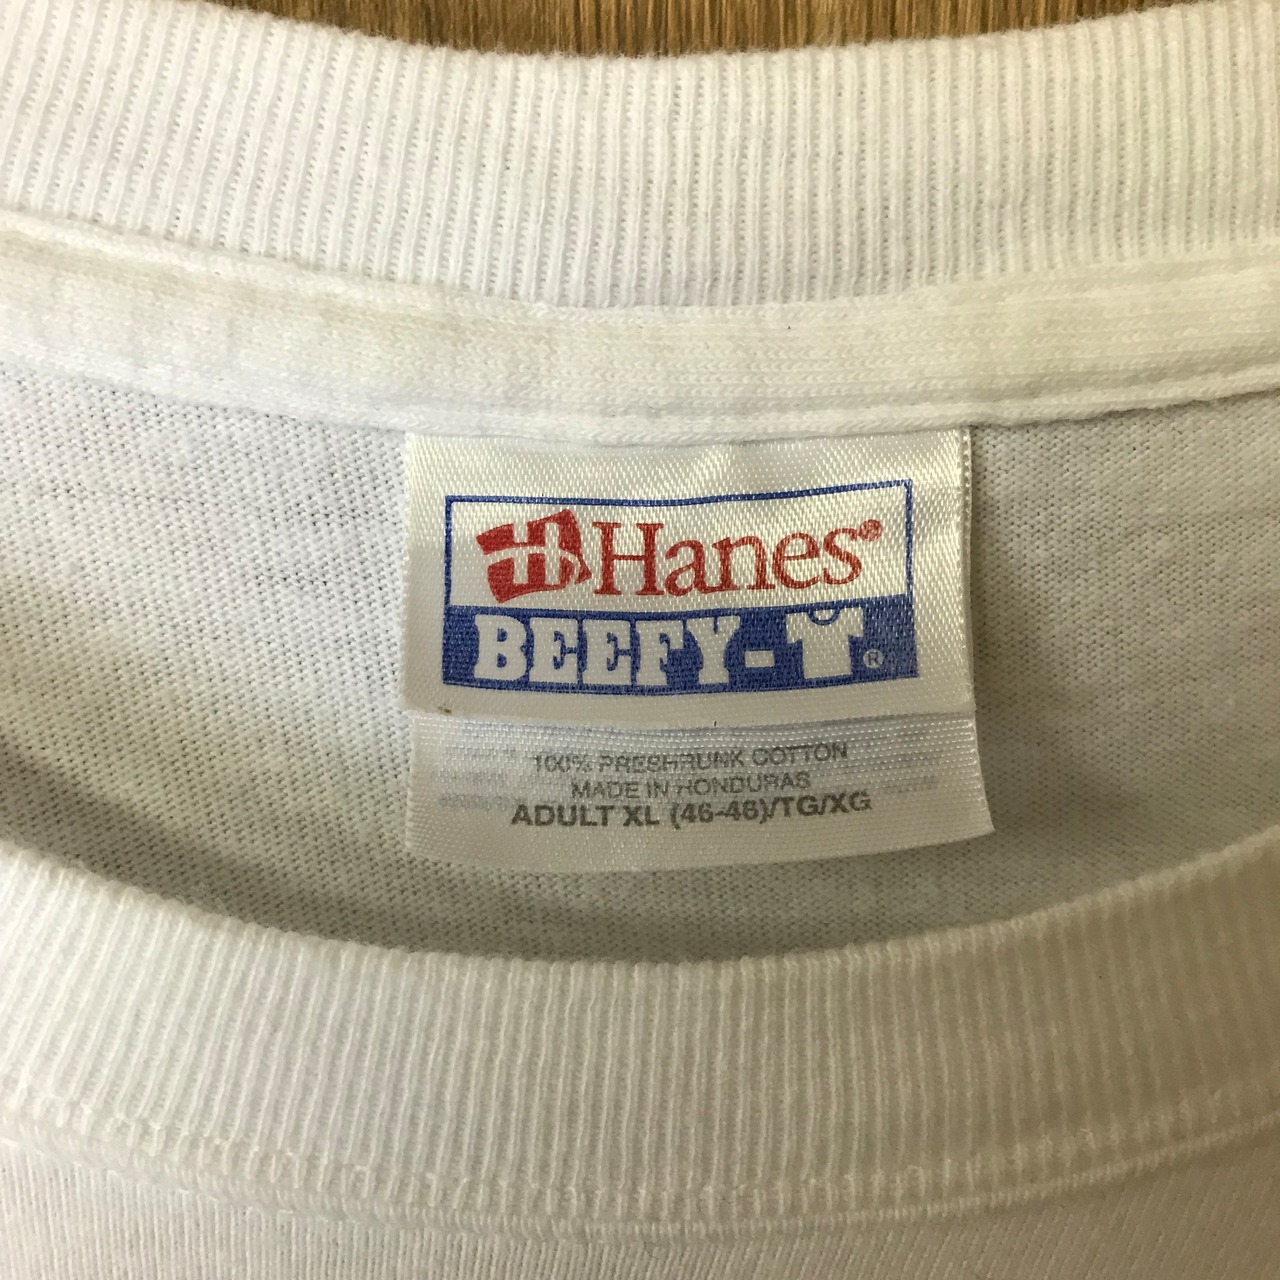 Hanes®
BEEFY-T®
100% PRESHRUNK COTTON
MADE IN HONDURAS
ADULT XL (46-48)/TG/XG